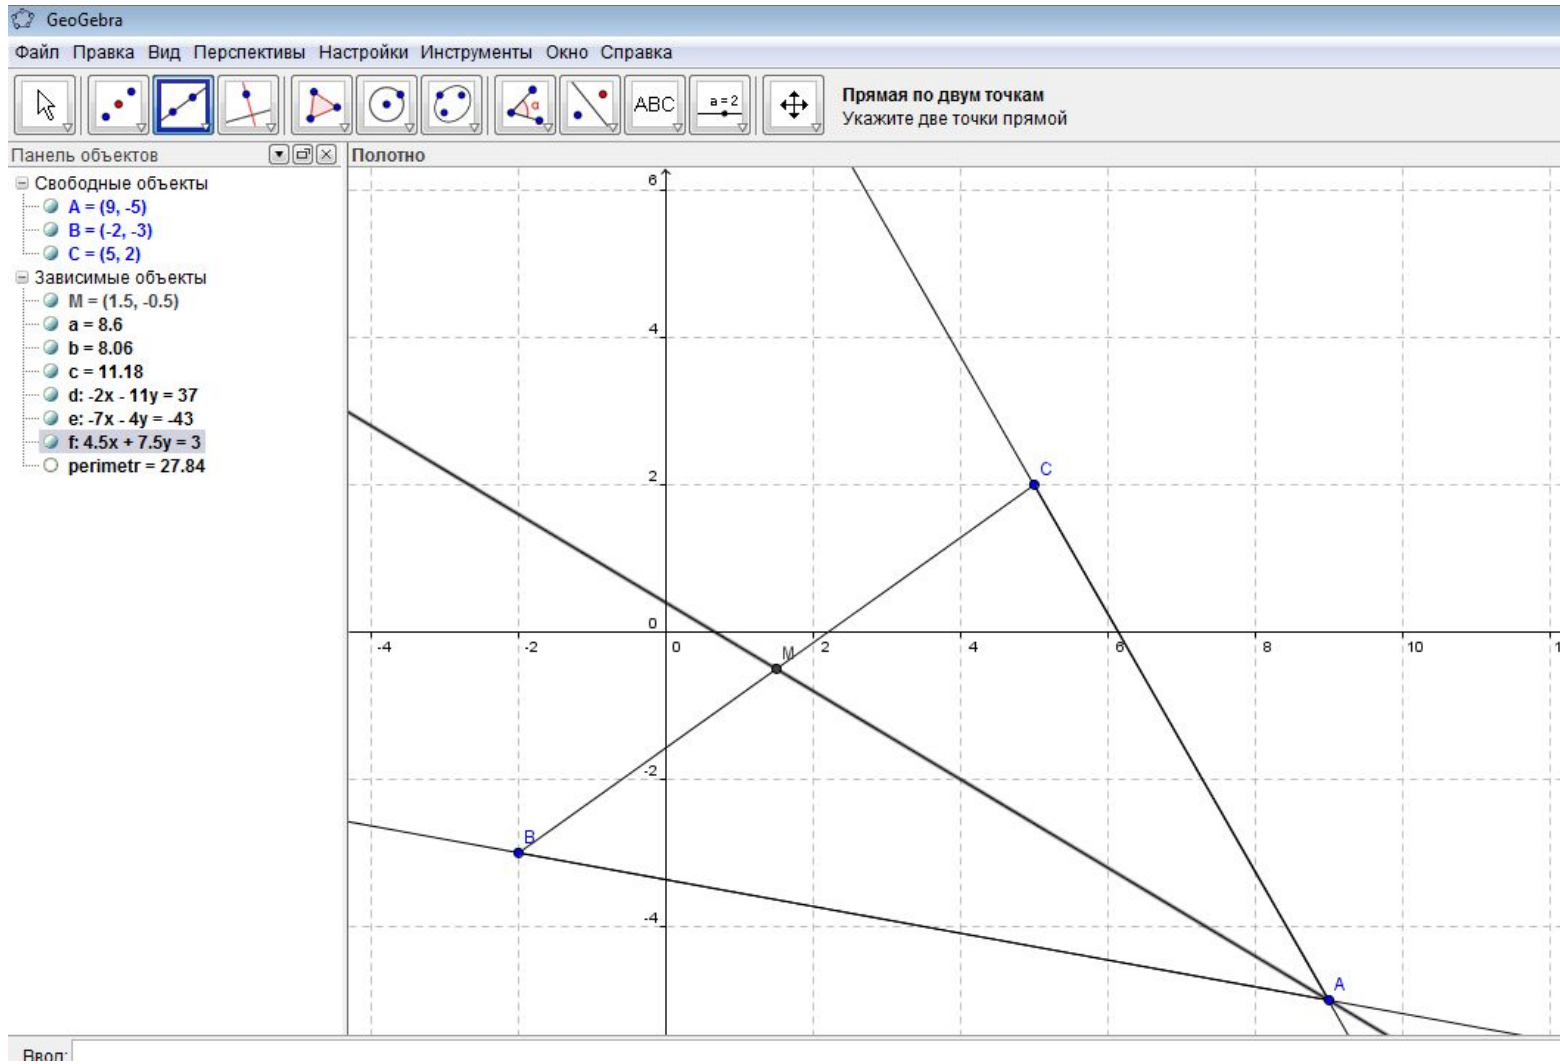 GeoGebra
Файл Правка Вид Перспективы Настройки Инструменты Окно Справка
ABC
a = 2
α
Прямая по двум точкам
Укажите две точки прямой
Панель объектов
Полотно
Свободные объекты
A = (9, -5)
B = (-2, -3)
C = (5, 2)
Зависимые объекты
M = (1.5, -0.5)
a = 8.6
b = 8.06
c = 11.18
d: -2x - 11y = 37
e: -7x - 4y = -43
f: 4.5x + 7.5y = 3
perimetr = 27.84
6
4
C
2
0
-4 -2 0 M 2 4 6 8 10 1
-2
B
-4
A
Ввод: